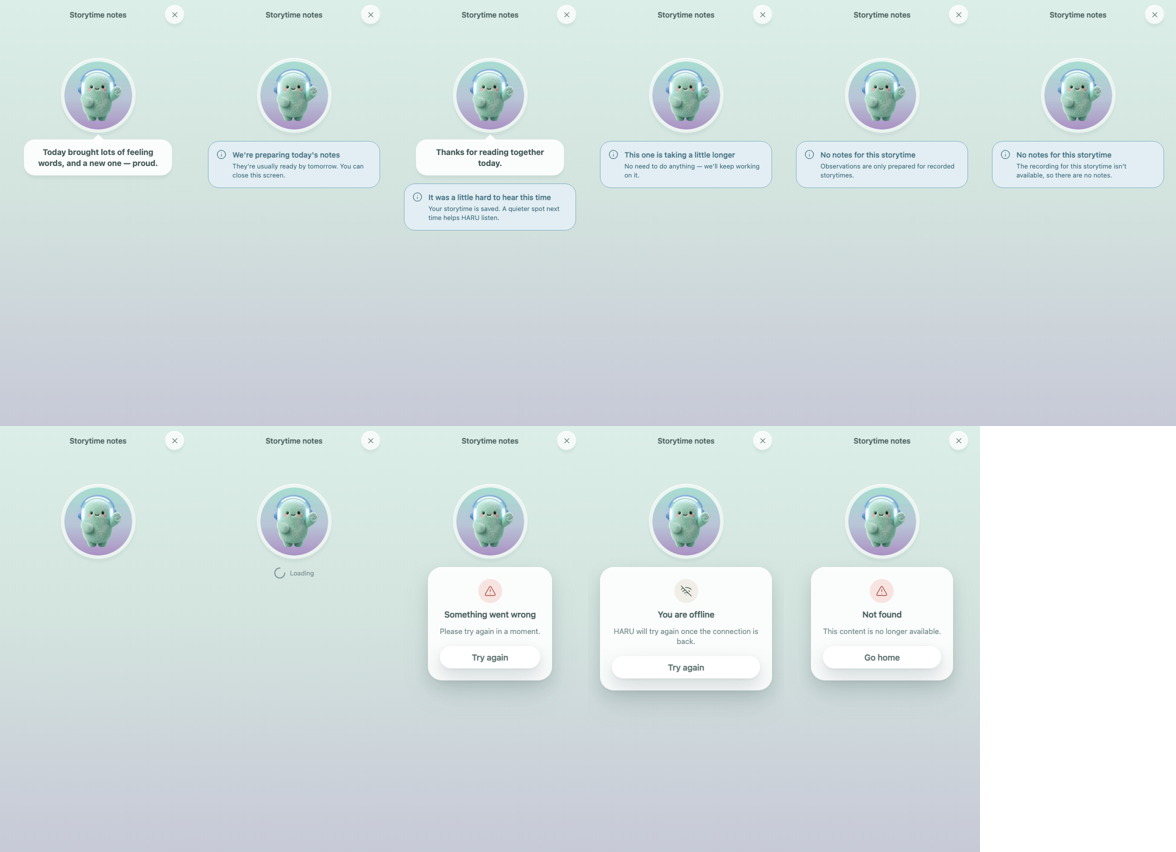 Storytime notes
Today brought lots of feeling
words, and a new one — proud.
Storytime notes
We're preparing today's notes
They're usually ready by tomorrow. You can
close this screen.
Storytime notes
Thanks for reading together
today.
It was a little hard to hear this time
Your storytime is saved. A quieter spot next
time helps HARU listen.
Storytime notes
This one is taking a little longer
No need to do anything — we'll keep working
on it.
Storytime notes
No notes for this storytime
Observations are only prepared for recorded
storytimes.
Storytime notes
No notes for this storytime
The recording for this storytime isn't
available, so there are no notes.
Storytime notes
Storytime notes
Loading
Storytime notes
Something went wrong
Please try again in a moment.
Try again
Storytime notes
You are offline
HARU will try again once the connection is
back.
Try again
Storytime notes
Not found
This content is no longer available.
Go home